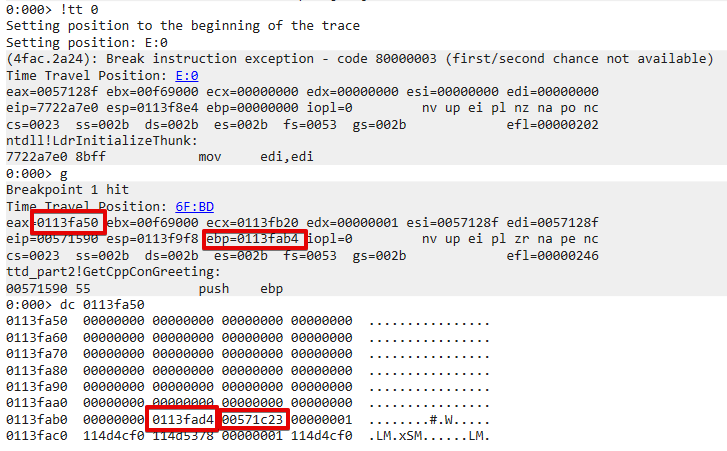 0:000> !tt 0
Setting position to the beginning of the trace
Setting position: E:0
(4fac.2a24): Break instruction exception - code 80000003 (first/second chance not available)
Time Travel Position: E:0
eax=0057128f ebx=00f69000 ecx=00000000 edx=00000000 esi=00000000 edi=00000000
eip=7722a7e0 esp=0113f8e4 ebp=00000000 iopl=0         nv up ei pl nz na po nc
cs=0023  ss=002b  ds=002b  es=002b  fs=0053  gs=002b             efl=00000202
ntdll!LdrInitializeThunk:
7722a7e0 8bff            mov     edi,edi
0:000> g
Breakpoint 1 hit
Time Travel Position: 6F:BD
eax=0113fa50 ebx=00f69000 ecx=0113fb20 edx=00000001 esi=0057128f edi=0057128f
eip=00571590 esp=0113f9f8 ebp=0113fab4 iopl=0         nv up ei pl zr na pe nc
cs=0023  ss=002b  ds=002b  es=002b  fs=0053  gs=002b             efl=00000246
ttd_part2!GetCppConGreeting:
00571590 55              push    ebp
0:000> dc 0113fa50
0113fa50  00000000 00000000 00000000 00000000  ................
0113fa60  00000000 00000000 00000000 00000000  ................
0113fa70  00000000 00000000 00000000 00000000  ................
0113fa80  00000000 00000000 00000000 00000000  ................
0113fa90  00000000 00000000 00000000 00000000  ................
0113faa0  00000000 00000000 00000000 00000000  ................
0113fab0  00000000 0113fad4 00571c23 00000001  ........#.W.....
0113fac0  114d4cf0 114d5378 00000001 114d4cf0  .LM.xSM......LM.